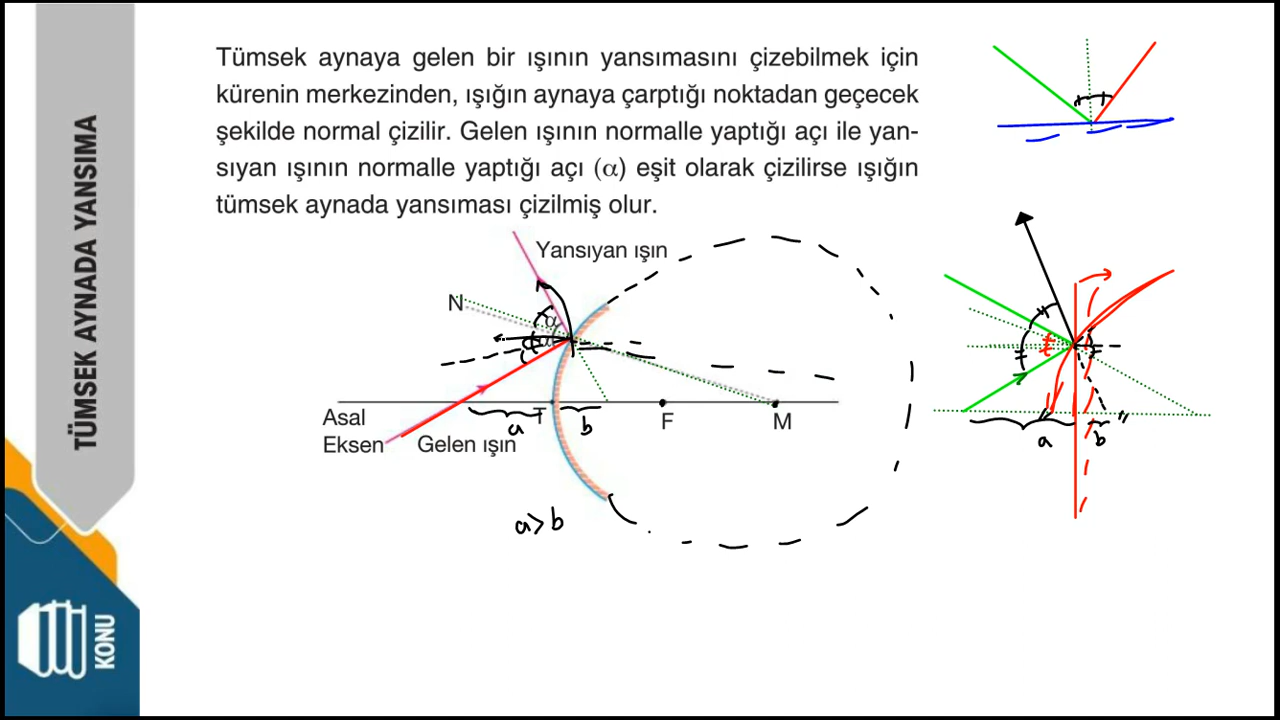 TÜMSEK AYNADA YANSIMA
Tümsek aynaya gelen bir ışının yansımasını çizebilmek için
kürenin merkezinden, ışığın aynaya çarptığı noktadan geçecek
şekilde normal çizilir. Gelen ışının normalle yaptığı açı ile yan-
sıyan ışının normalle yaptığı açı (α) eşit olarak çizilirse ışığın
tümsek aynada yansıması çizilmiş olur.
Yansıyan ışın
N
α
α
Asal
Eksen
Gelen ışın
T
F
M
a
b
a>b
a
b
KONU